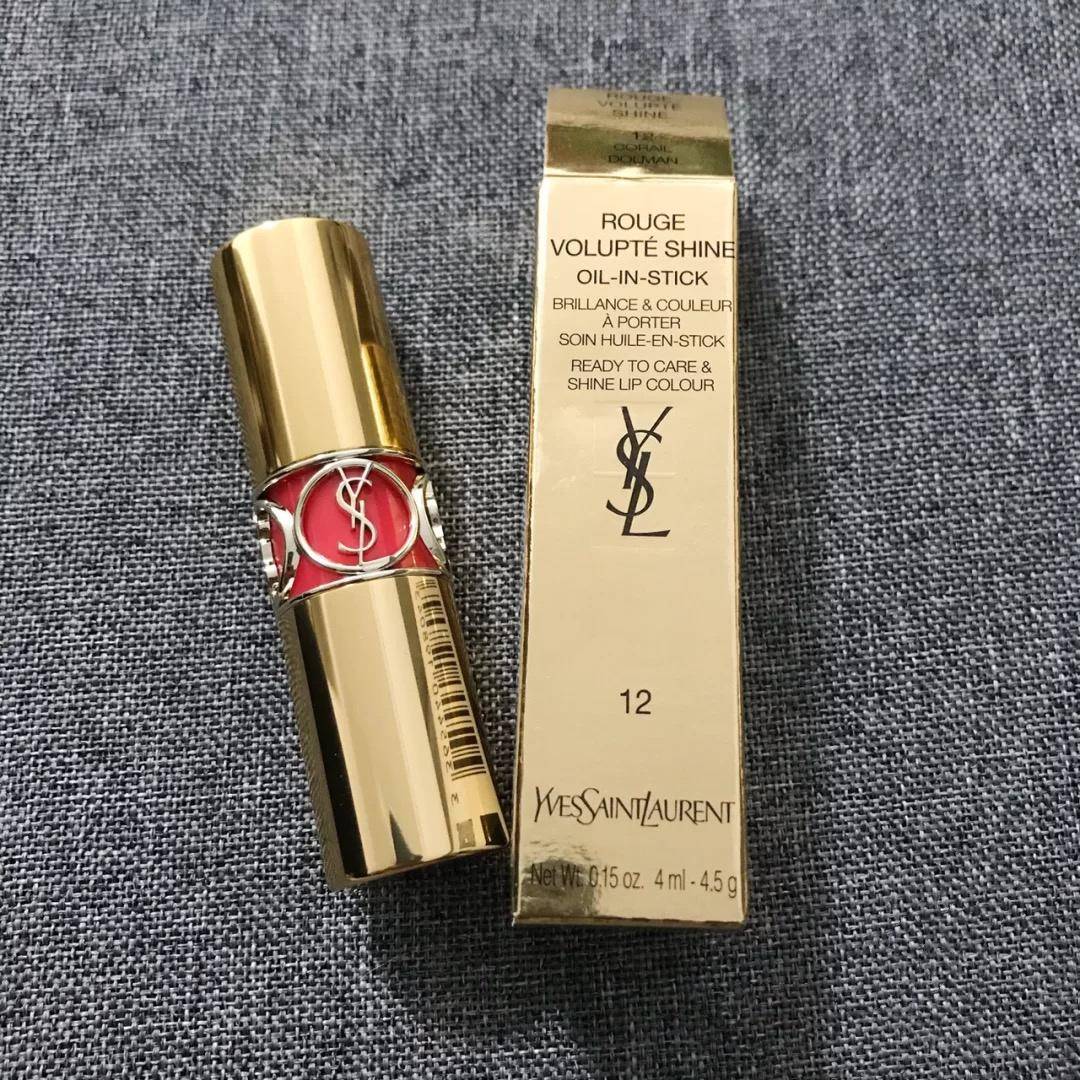 ROUGE
VOLUPTÉ
SHINE
12
CORAIL
DOLMAN
ROUGE
VOLUPTÉ SHINE
OIL-IN-STICK
BRILLANCE & COULEUR
À PORTER
SOIN HUILE-EN-STICK
READY TO CARE &
SHINE LIP COLOUR
YSL
12
YVESSAINTLAURENT
Net Wt. 0.15 oz. 4 ml - 4.5 g
YSL